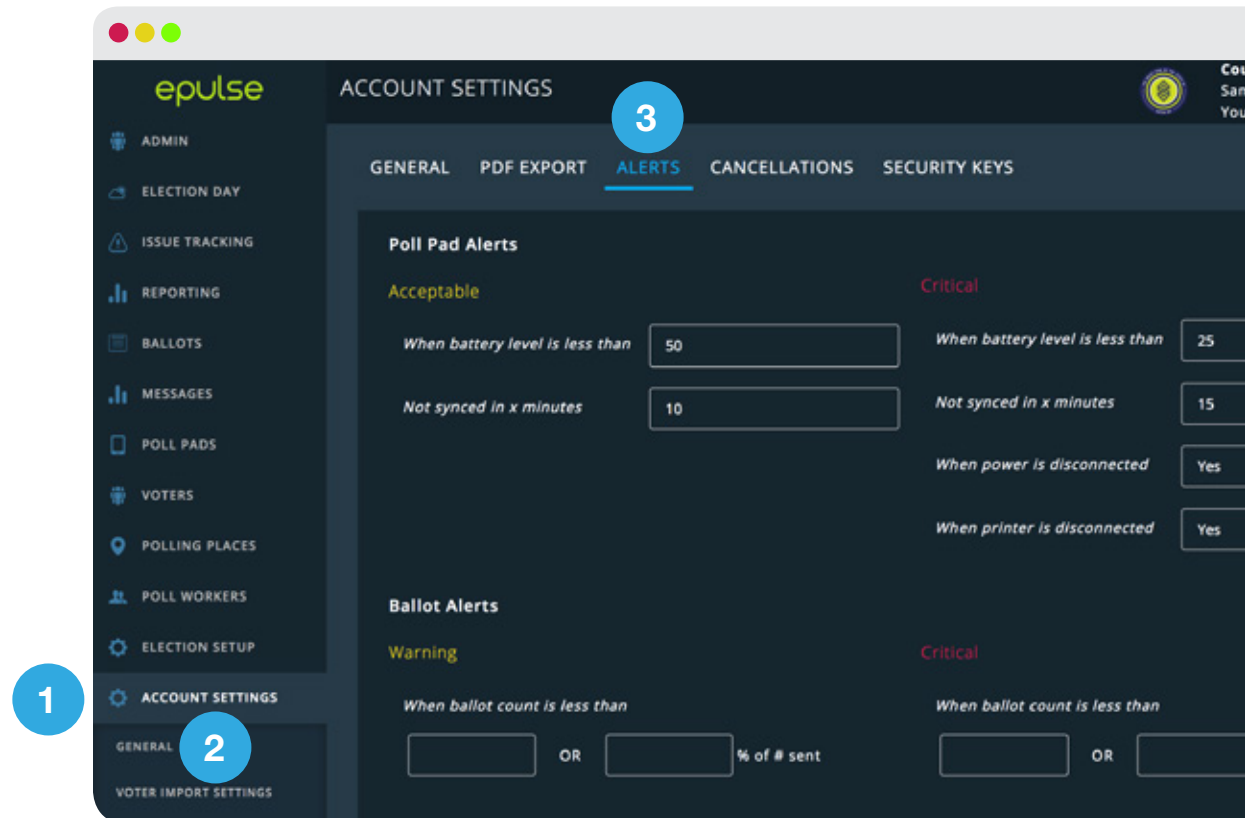 epulse
ACCOUNT SETTINGS
Cou
San
You
3
ADMIN
ELECTION DAY
ISSUE TRACKING
REPORTING
BALLOTS
MESSAGES
POLL PADS
VOTERS
POLLING PLACES
POLL WORKERS
ELECTION SETUP
1
ACCOUNT SETTINGS
GENERAL
2
VOTER IMPORT SETTINGS
GENERAL PDF EXPORT ALERTS CANCELLATIONS SECURITY KEYS
Poll Pad Alerts
Acceptable
When battery level is less than 50
Not synced in x minutes 10
Critical
When battery level is less than 25
Not synced in x minutes 15
When power is disconnected Yes
When printer is disconnected Yes
Ballot Alerts
Warning
When ballot count is less than
OR % of # sent
Critical
When ballot count is less than
OR